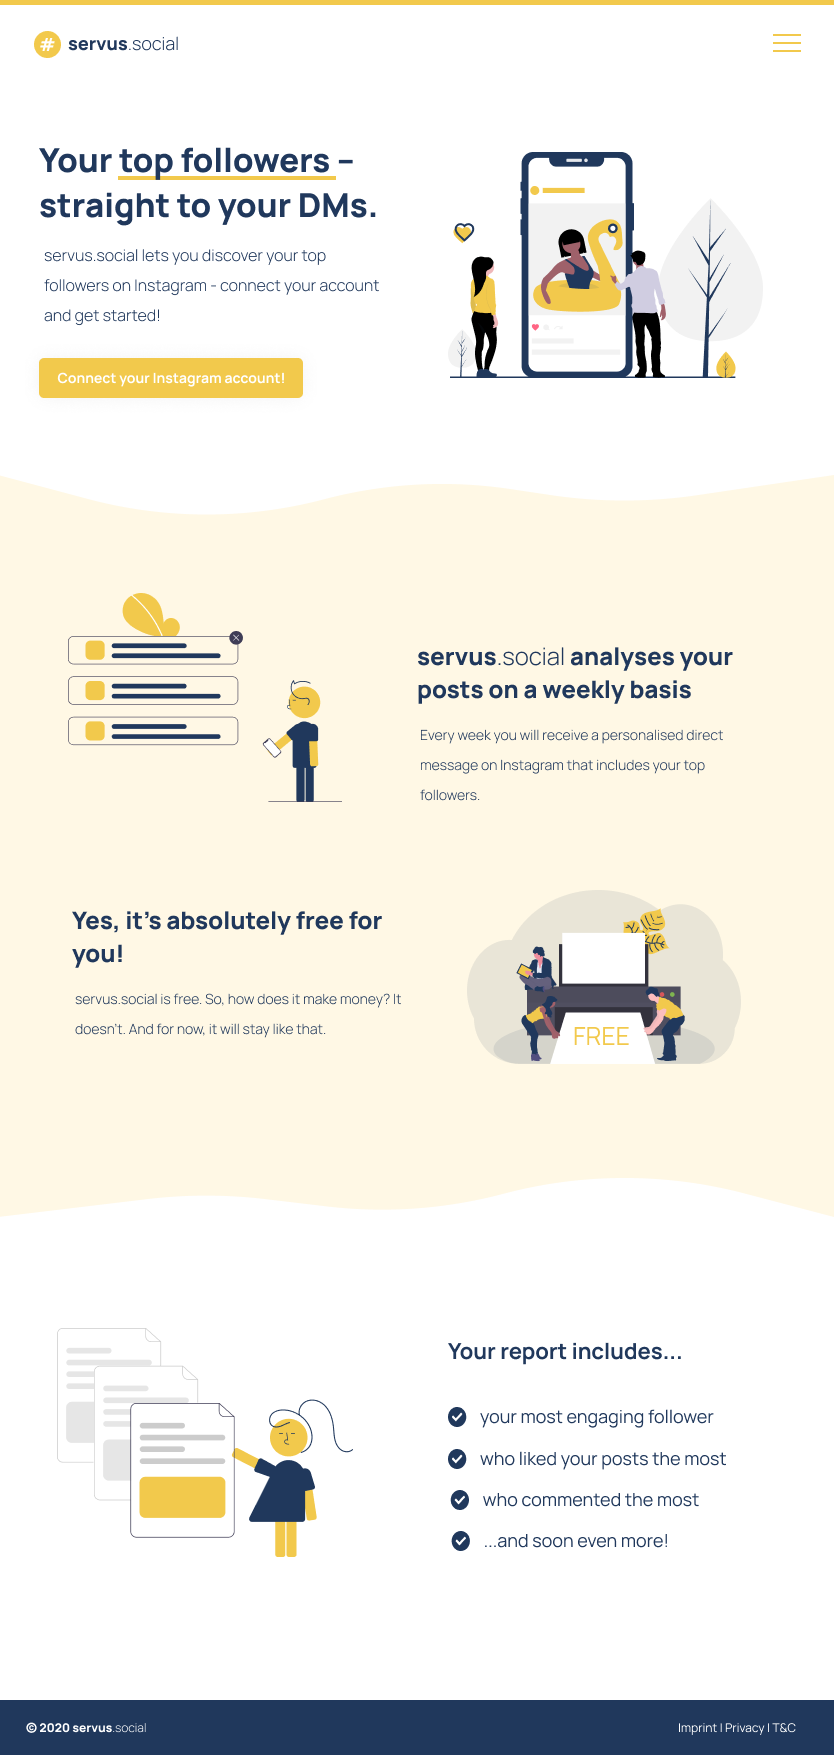 # servus.social
Your top followers –
straight to your DMs.
servus.social lets you discover your top
followers on Instagram - connect your account
and get started!
Connect your Instagram account!
servus.social analyses your
posts on a weekly basis
Every week you will receive a personalised direct
message on Instagram that includes your top
followers.
Yes, it's absolutely free for
you!
servus.social is free. So, how does it make money? It
doesn't. And for now, it will stay like that.
FREE
Your report includes...
your most engaging follower
who liked your posts the most
who commented the most
...and soon even more!
© 2020 servus.social
Imprint | Privacy | T&C